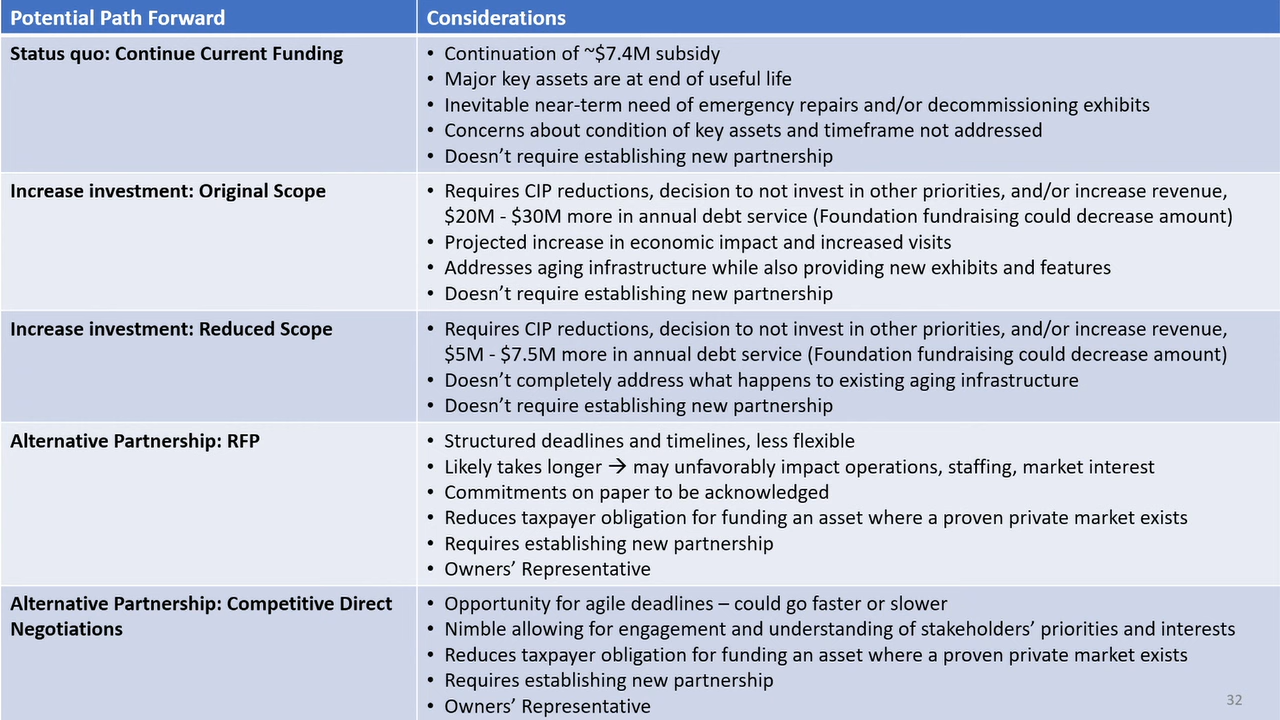 Potential Path Forward
Considerations
Status quo: Continue Current Funding
• Continuation of ~$7.4M subsidy
• Major key assets are at end of useful life
• Inevitable near-term need of emergency repairs and/or decommissioning exhibits
• Concerns about condition of key assets and timeframe not addressed
• Doesn’t require establishing new partnership
Increase investment: Original Scope
• Requires CIP reductions, decision to not invest in other priorities, and/or increase revenue,
$20M - $30M more in annual debt service (Foundation fundraising could decrease amount)
• Projected increase in economic impact and increased visits
• Addresses aging infrastructure while also providing new exhibits and features
• Doesn’t require establishing new partnership
Increase investment: Reduced Scope
• Requires CIP reductions, decision to not invest in other priorities, and/or increase revenue,
$5M - $7.5M more in annual debt service (Foundation fundraising could decrease amount)
• Doesn’t completely address what happens to existing aging infrastructure
• Doesn’t require establishing new partnership
Alternative Partnership: RFP
• Structured deadlines and timelines, less flexible
• Likely takes longer → may unfavorably impact operations, staffing, market interest
• Commitments on paper to be acknowledged
• Reduces taxpayer obligation for funding an asset where a proven private market exists
• Requires establishing new partnership
• Owners’ Representative
Alternative Partnership: Competitive Direct
Negotiations
• Opportunity for agile deadlines – could go faster or slower
• Nimble allowing for engagement and understanding of stakeholders’ priorities and interests
• Reduces taxpayer obligation for funding an asset where a proven private market exists
• Requires establishing new partnership
• Owners’ Representative
32